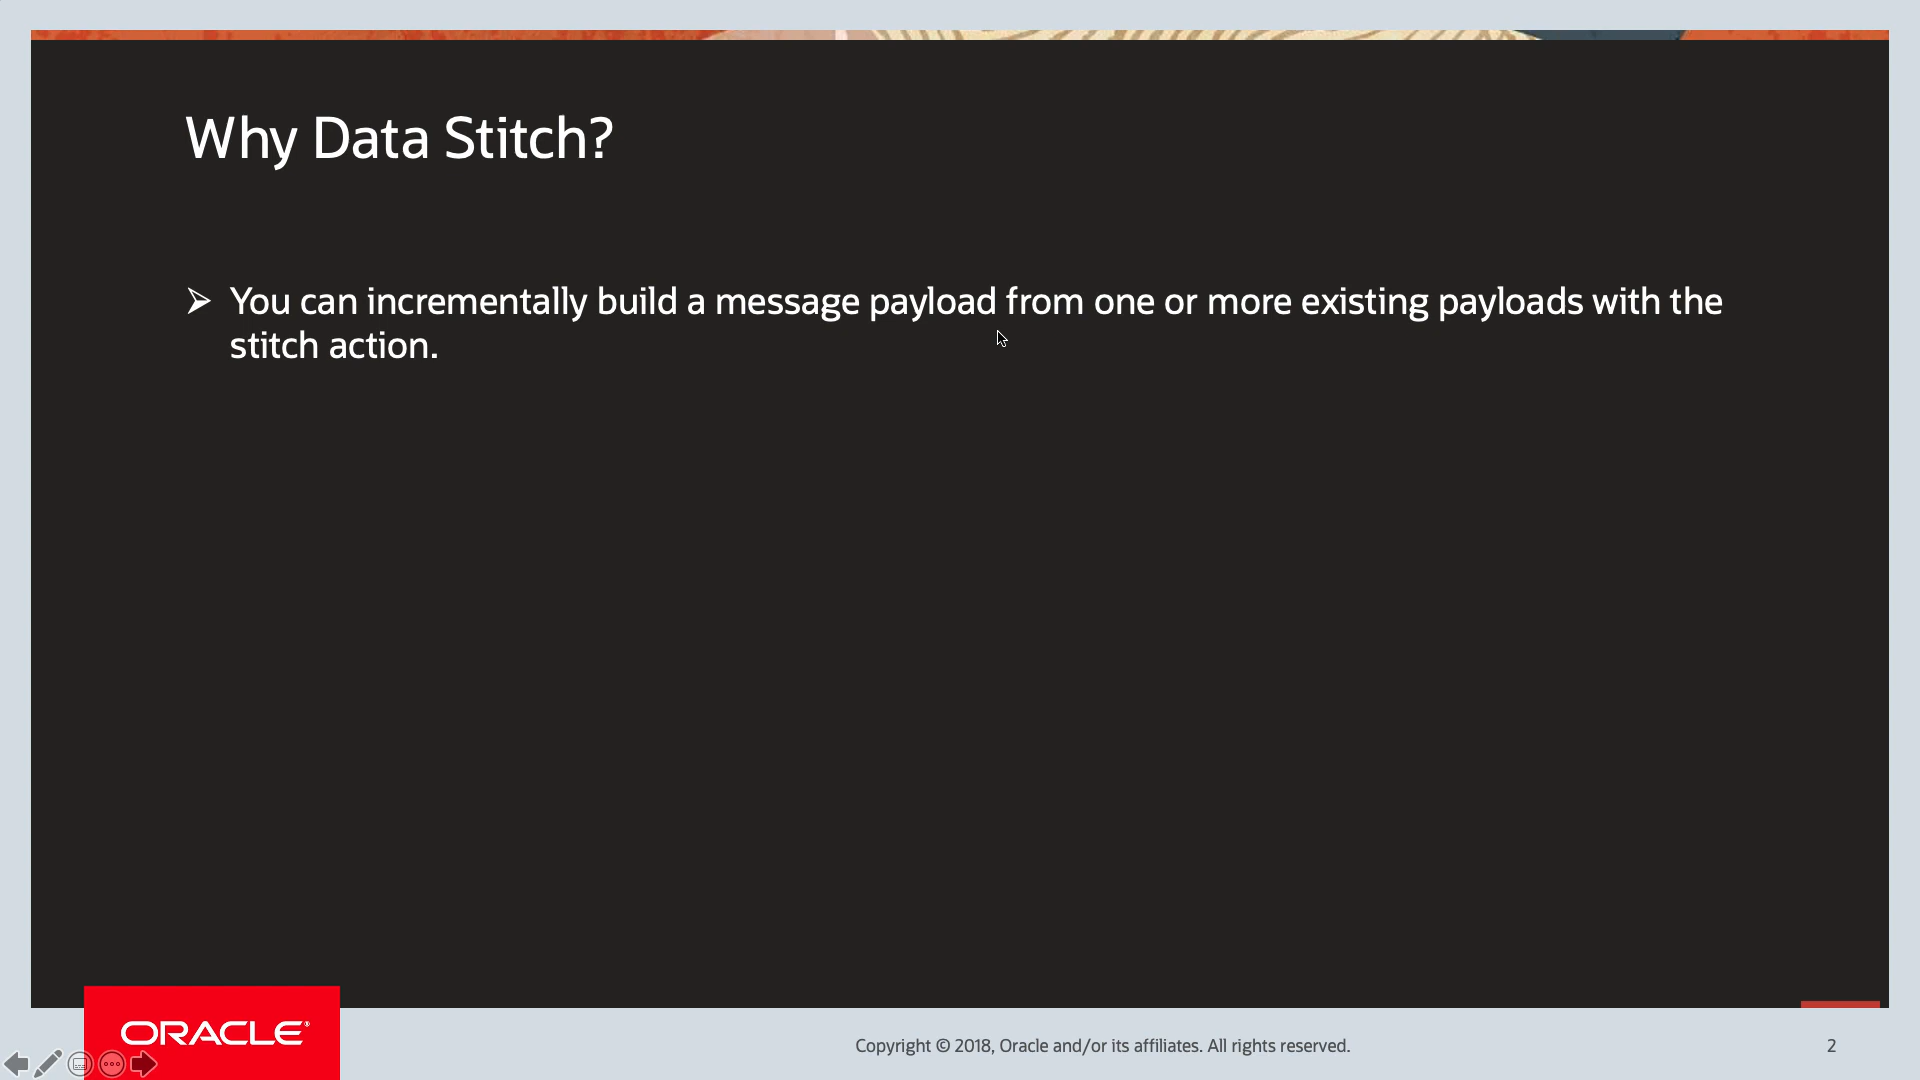 Why Data Stitch?
➢ You can incrementally build a message payload from one or more existing payloads with the
stitch action.
ORACLE®
Copyright © 2018, Oracle and/or its affiliates. All rights reserved.
2